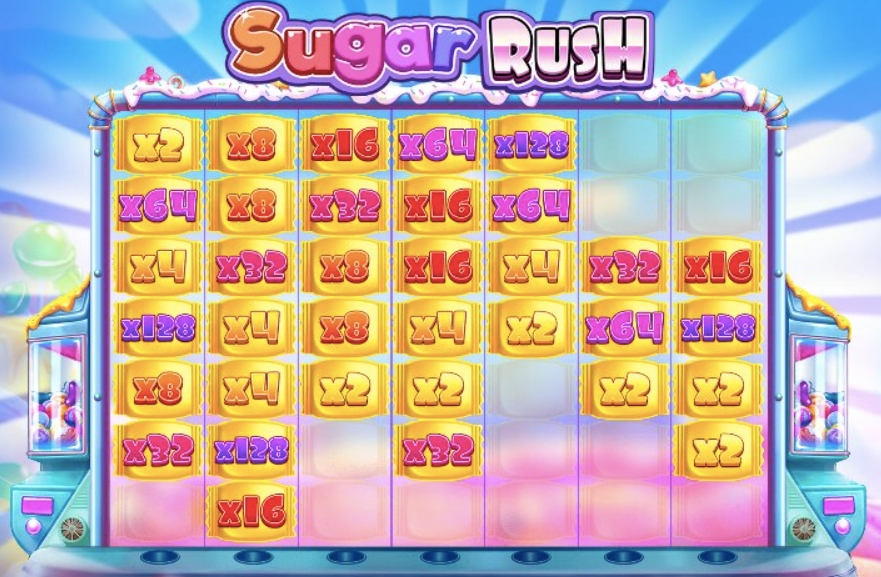 Sugar RUSH
x2 x8 x16 x64 x128
x64 x8 x32 x16 x64
x4 x32 x8 x16 x4 x32 x16
x128 x4 x8 x4 x2 x64 x128
x8 x4 x2 x2 x2 x2
x32 x128 x32 x2
x16